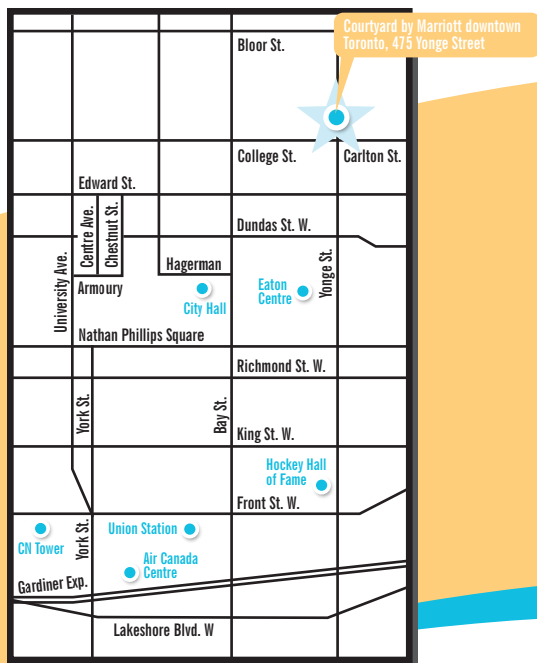 Courtyard by Marriott downtown
Toronto, 475 Yonge Street
Bloor St.
College St.
Carlton St.
Edward St.
Centre Ave.
Chestnut St.
Dundas St. W.
University Ave.
Hagerman
Armoury
City Hall
Eaton
Centre
Yonge St.
Nathan Phillips Square
Richmond St. W.
York St.
Bay St.
King St. W.
Hockey Hall
of Fame
Front St. W.
CN Tower
York St.
Union Station
Air Canada
Centre
Gardiner Exp.
Lakeshore Blvd. W